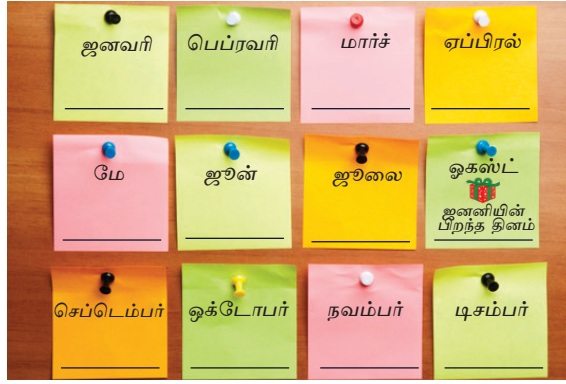 ஜனவரி
பெப்ரவரி
மார்ச்
ஏப்பிரல்
மே
ஜூன்
ஜூலை
ஓகஸ்ட்
ஜனனியின்
பிறந்த தினம்
செப்டெம்பர்
ஒக்டோபர்
நவம்பர்
டிசம்பர்